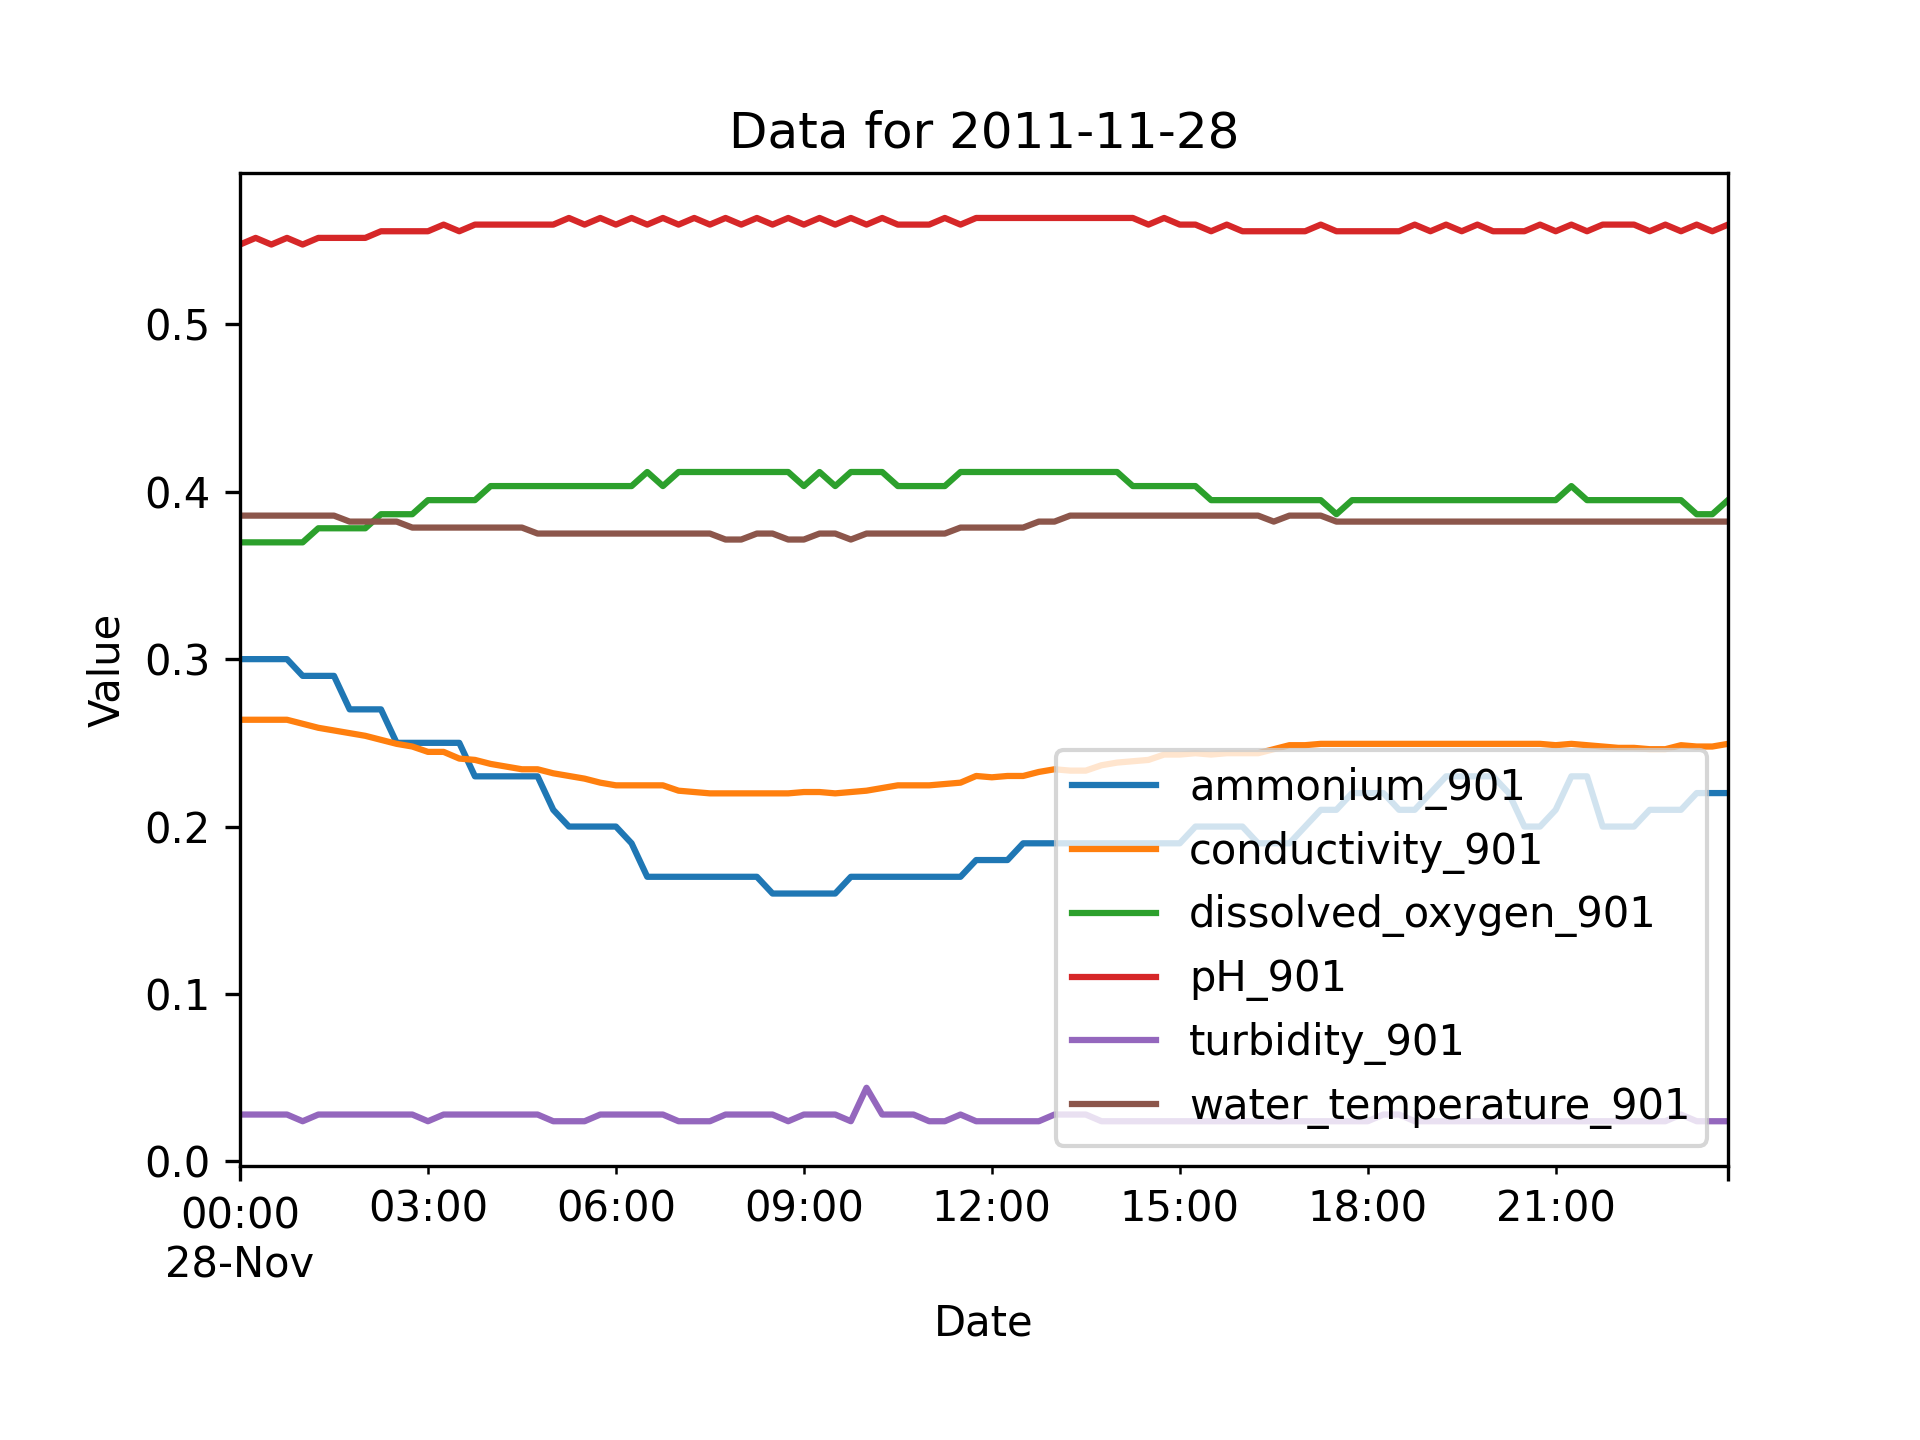 Data for 2011-11-28
Value
0.5
0.4
0.3
0.2
0.1
0.0
ammonium_901
conductivity_901
dissolved_oxygen_901
pH_901
turbidity_901
water_temperature_901
00:00 03:00 06:00 09:00 12:00 15:00 18:00 21:00
28-Nov
Date